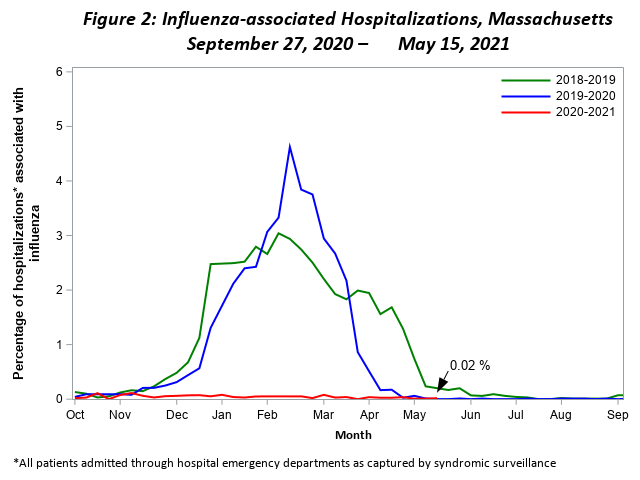 Figure 2: Influenza-associated Hospitalizations, Massachusetts
September 27, 2020 – May 15, 2021
Percentage of hospitalizations* associated with
influenza
6
5
4
3
2
1
0
2018-2019
2019-2020
2020-2021
0.02 %
Oct Nov Dec Jan Feb Mar Apr May Jun Jul Aug Sep
Month
*All patients admitted through hospital emergency departments as captured by syndromic surveillance